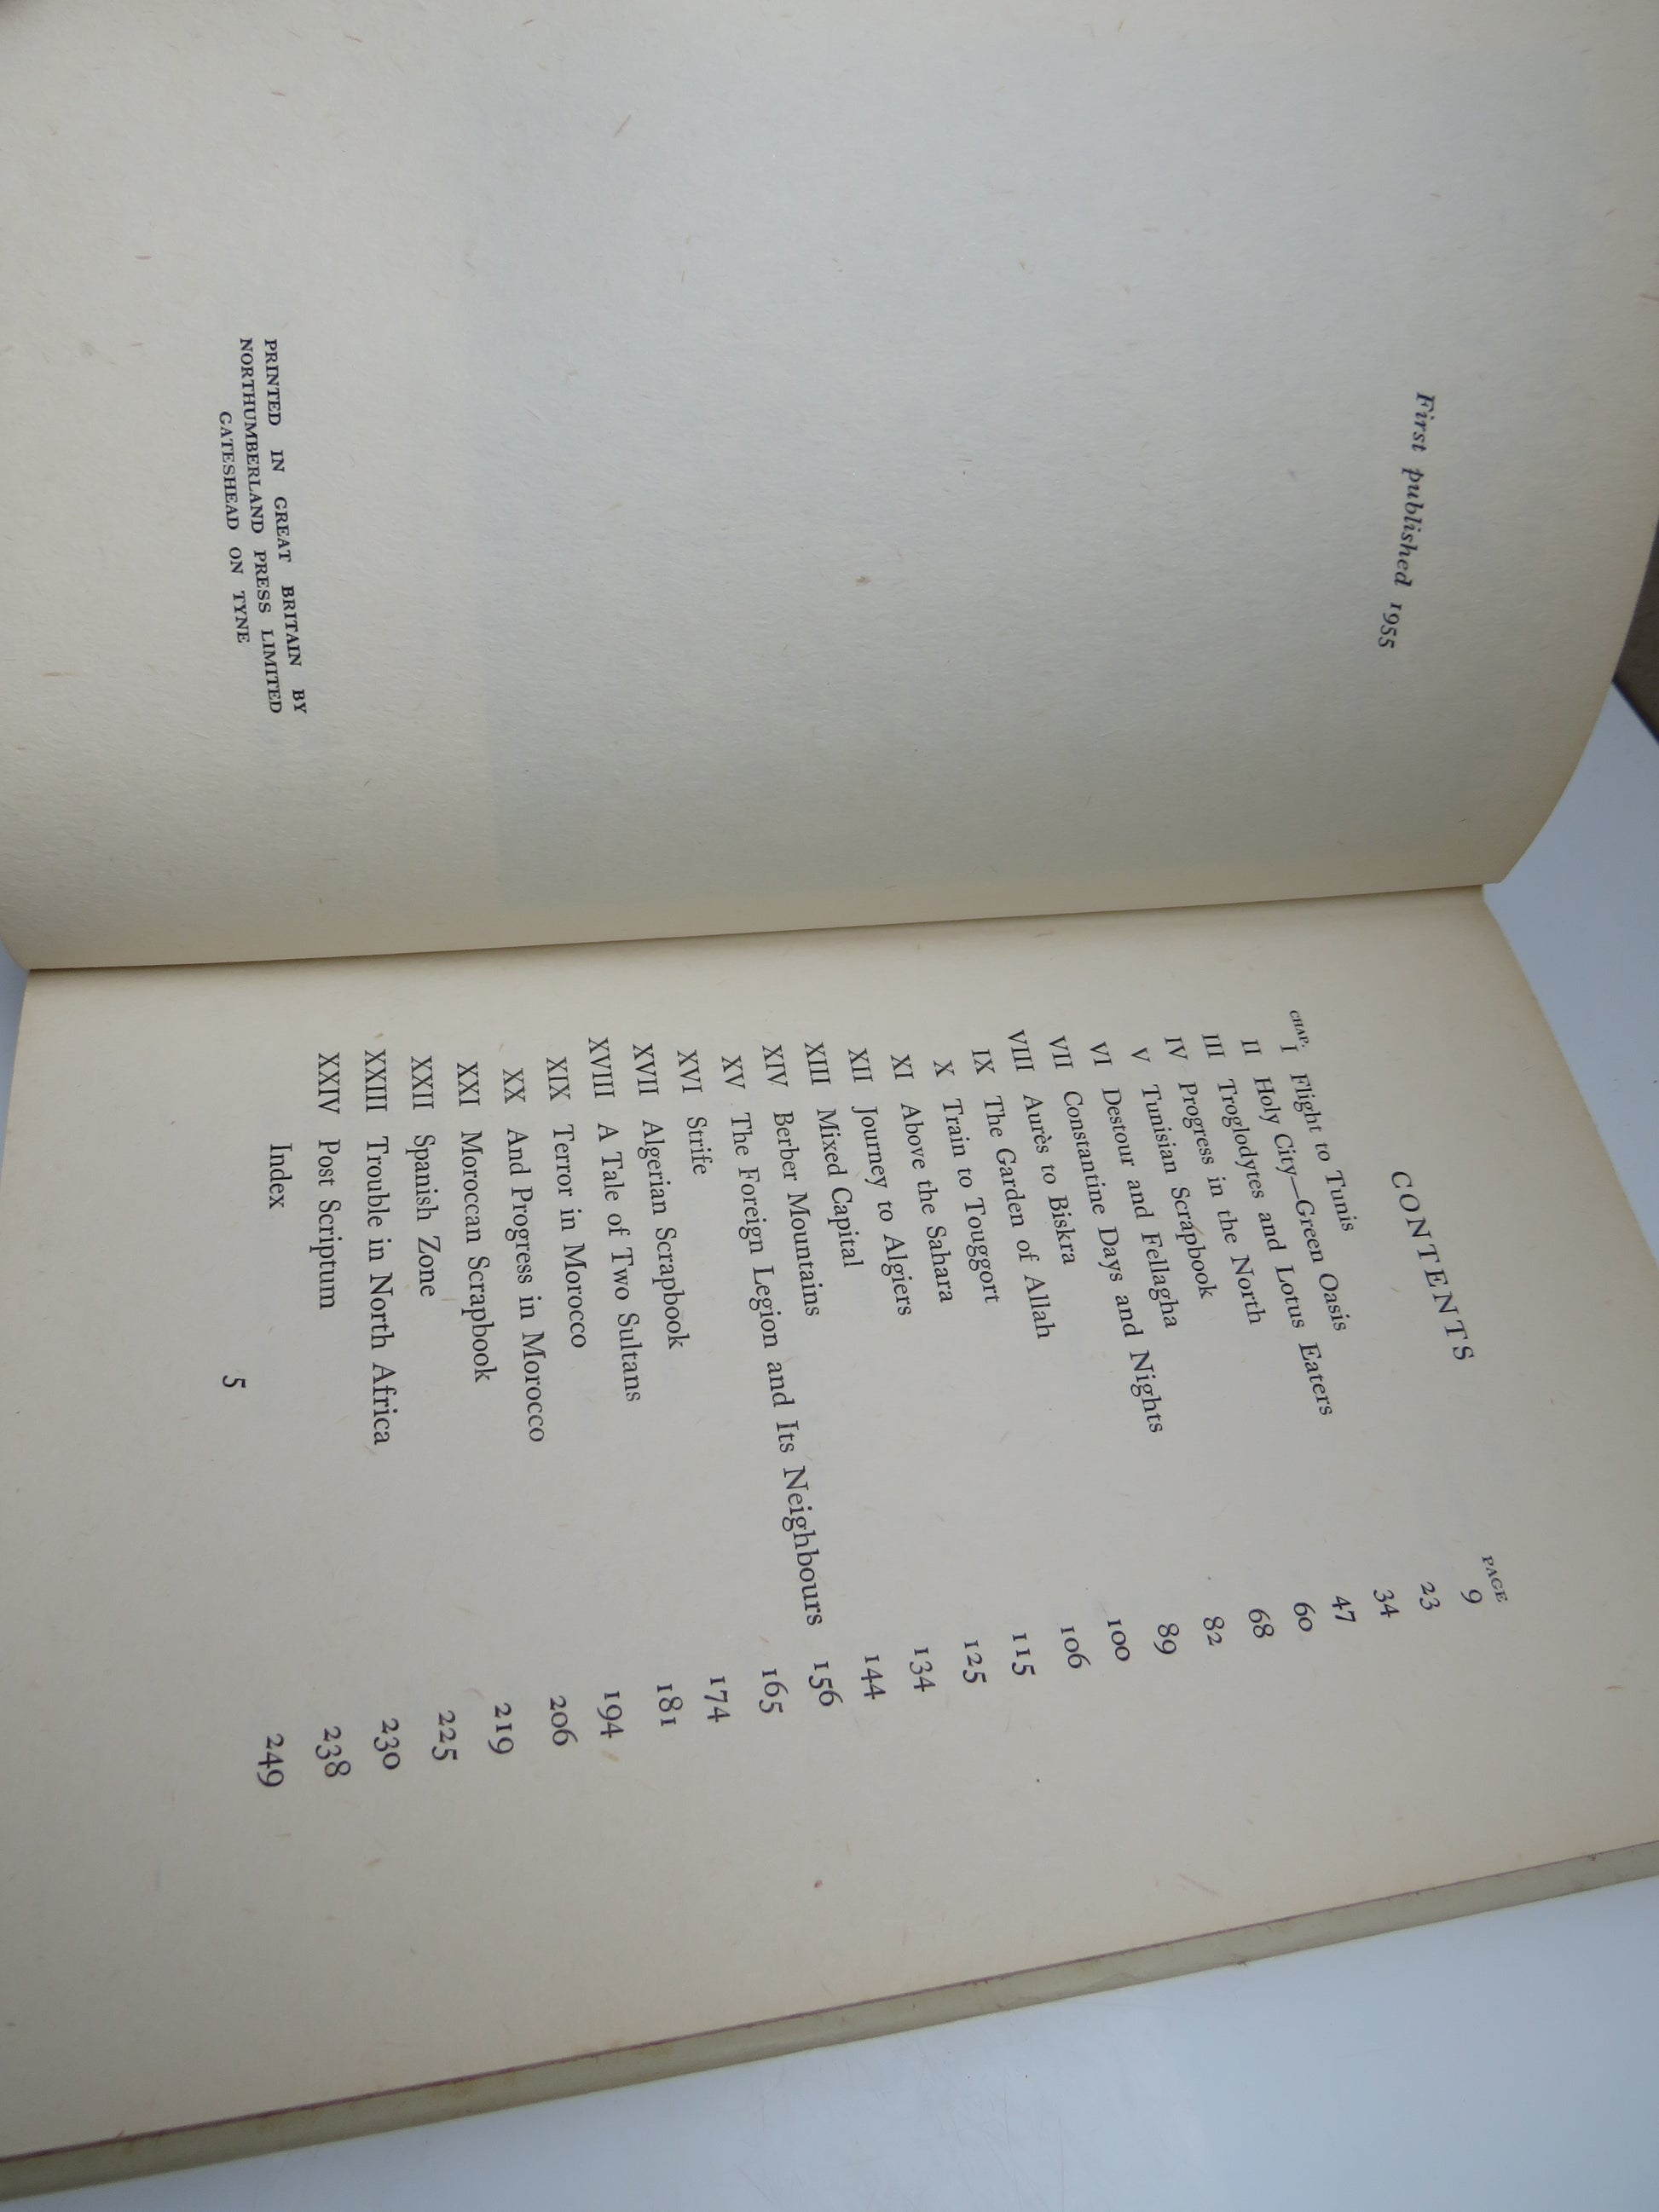 First published 1955
PRINTED IN GREAT BRITAIN BY
NORTHUMBERLAND PRESS LIMITED
GATESHEAD ON TYNE
CONTENTS
CHAP. PAGE
I Flight to Tunis 9
II Holy City—Green Oasis 23
III Troglodytes and Lotus Eaters 34
IV Progress in the North 47
V Tunisian Scrapbook 60
VI Destour and Fellagha 68
VII Constantine Days and Nights 82
VIII Aurès to Biskra 89
IX The Garden of Allah 100
X Train to Touggort 106
XI Above the Sahara 115
XII Journey to Algiers 125
XIII Mixed Capital 134
XIV Berber Mountains 144
XV The Foreign Legion and Its Neighbours 156
XVI Strife 165
XVII Algerian Scrapbook 174
XVIII A Tale of Two Sultans 181
XIX Terror in Morocco 194
XX And Progress in Morocco 206
XXI Moroccan Scrapbook 219
XXII Spanish Zone 225
XXIII Trouble in North Africa 230
XXIV Post Scriptum 238
Index 249
5